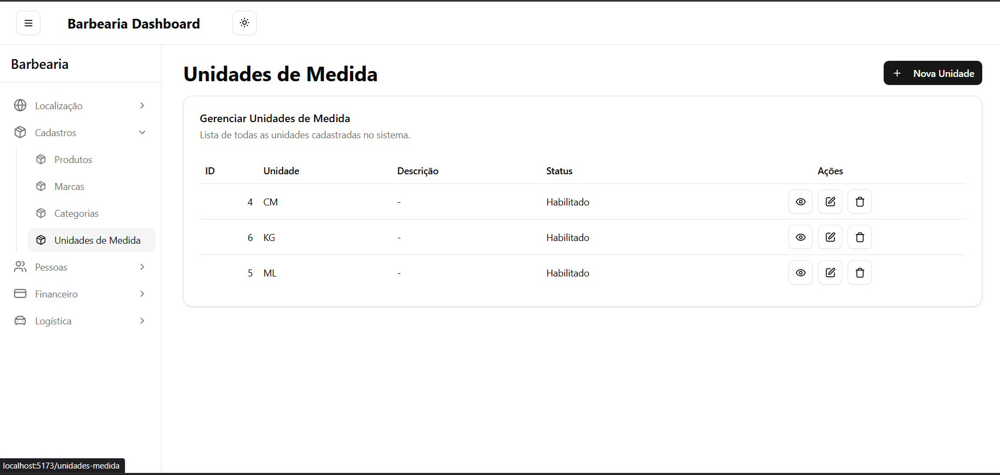 Barbearia Dashboard
Barbearia
Localização
Cadastros
Produtos
Marcas
Categorias
Unidades de Medida
Pessoas
Financeiro
Logística
Unidades de Medida
Nova Unidade
Gerenciar Unidades de Medida
Lista de todas as unidades cadastradas no sistema.
ID Unidade Descrição Status Ações
4 CM - Habilitado
6 KG - Habilitado
5 ML - Habilitado
localhost:5173/unidades-medida